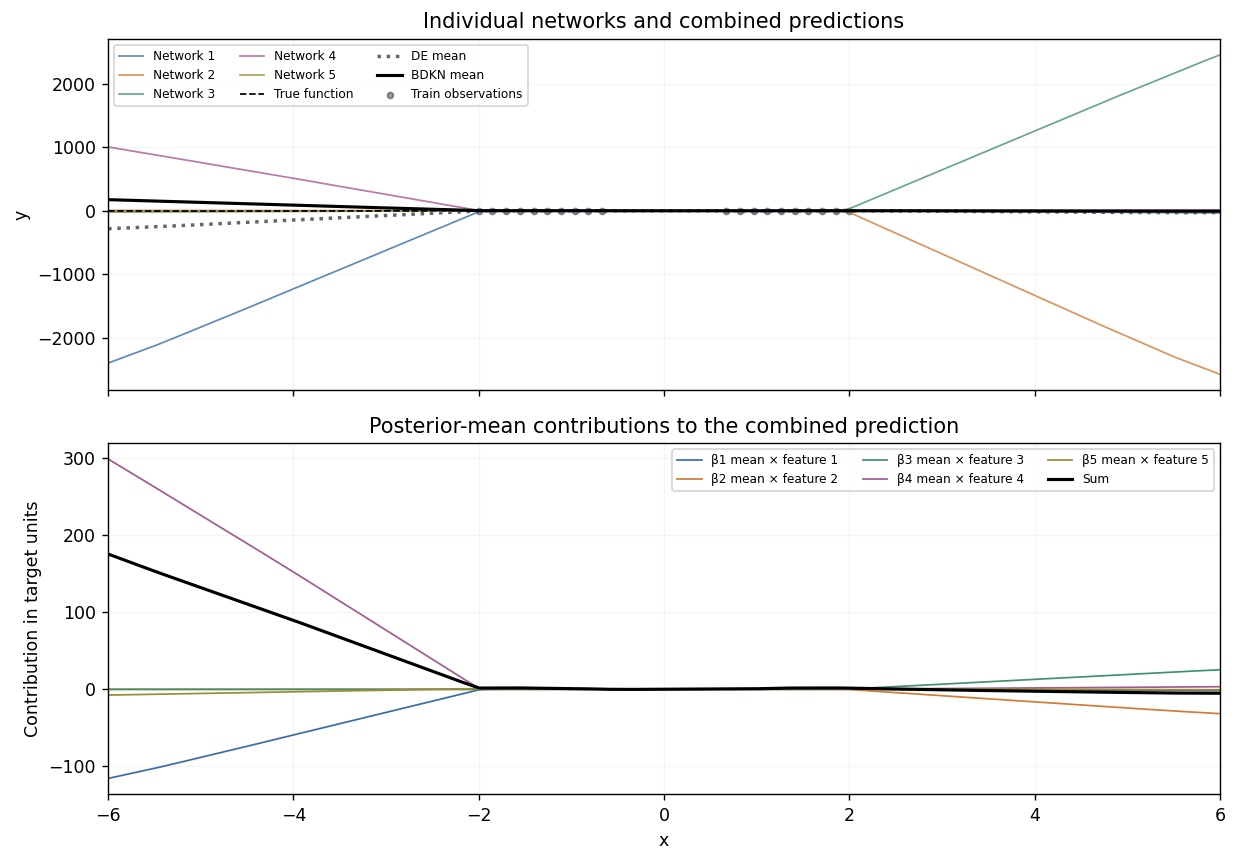 Individual networks and combined predictions
Network 1
Network 2
Network 3
Network 4
Network 5
True function
DE mean
BDKN mean
Train observations
y
2000
1000
0
−1000
−2000
Posterior-mean contributions to the combined prediction
β1 mean × feature 1
β2 mean × feature 2
β3 mean × feature 3
β4 mean × feature 4
β5 mean × feature 5
Sum
Contribution in target units
300
200
100
0
−100
−6
−4
−2
0
2
4
6
x